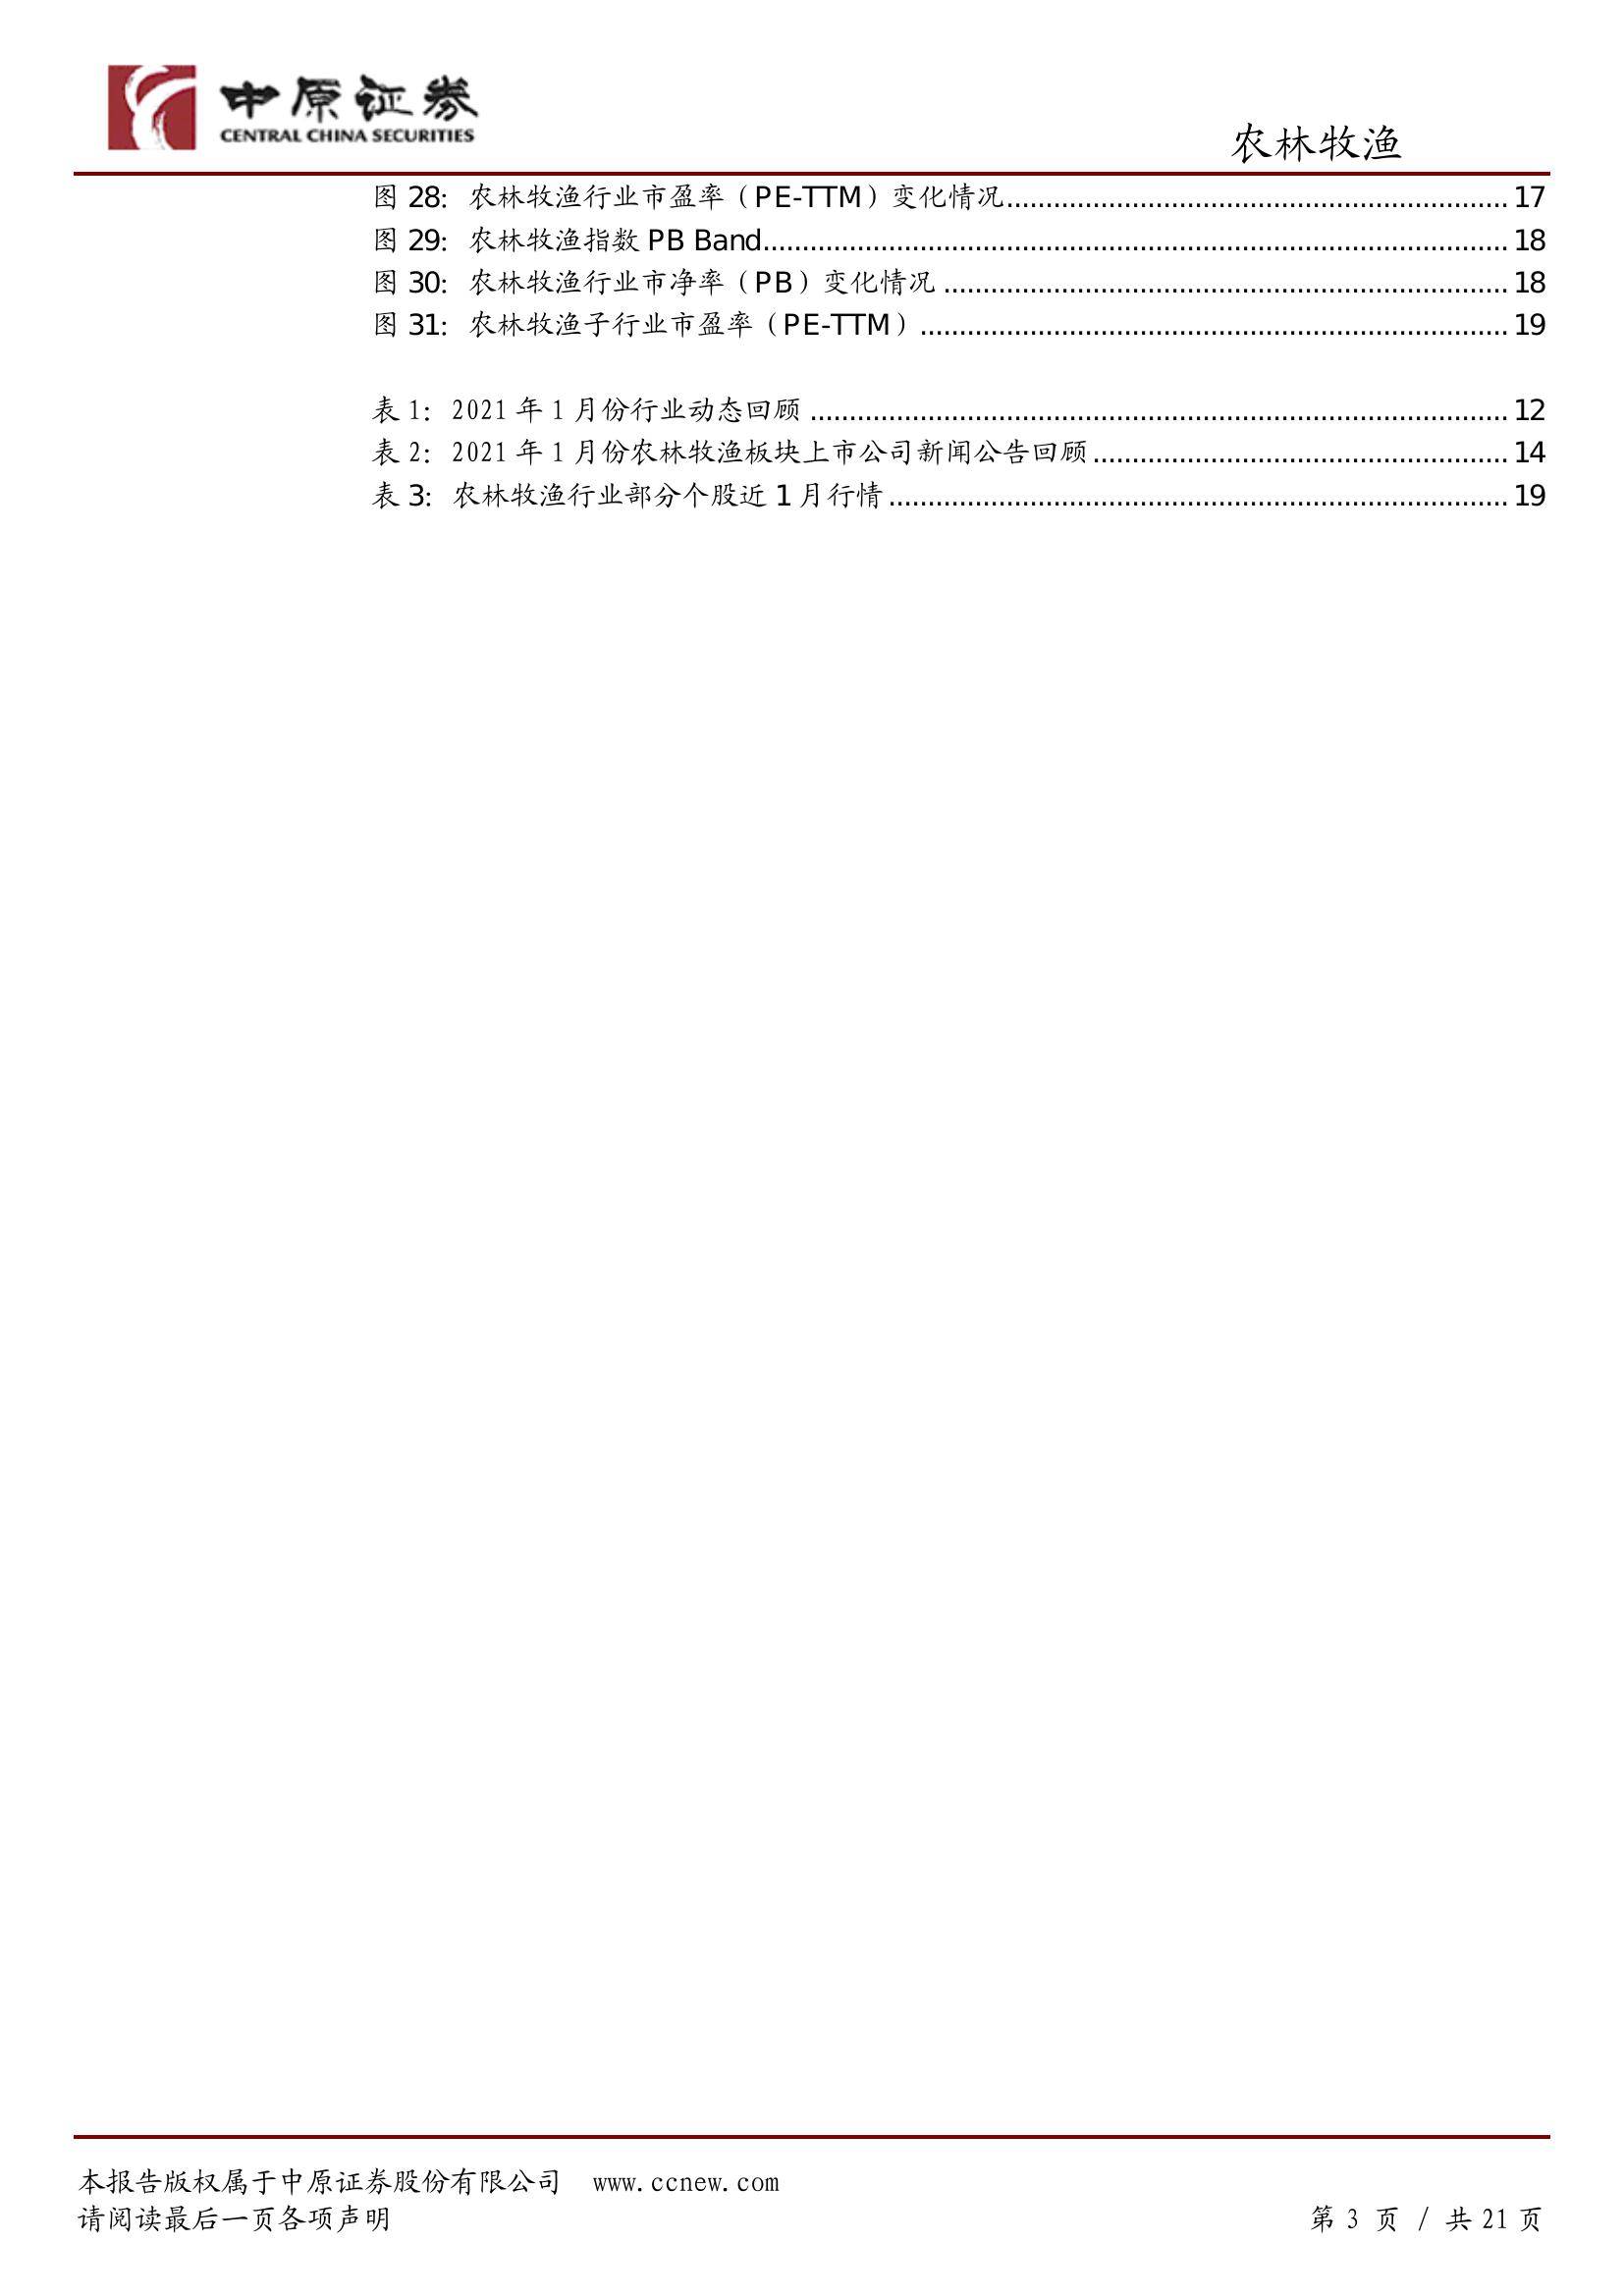 中原证券
CENTRAL CHINA SECURITIES
农林牧渔
图 28: 农林牧渔行业市盈率（PE-TTM）变化情况................................................................ 17
图 29: 农林牧渔指数 PB Band............................................................................................... 18
图 30: 农林牧渔行业市净率（PB）变化情况 ........................................................................ 18
图 31: 农林牧渔子行业市盈率（PE-TTM）........................................................................... 19
表 1: 2021 年 1 月份行业动态回顾 ......................................................................................... 12
表 2: 2021 年 1 月份农林牧渔板块上市公司新闻公告回顾 ..................................................... 14
表 3: 农林牧渔行业部分个股近 1 月行情 ............................................................................... 19
本报告版权属于中原证券股份有限公司 www.ccnew.com
请阅读最后一页各项声明
第 3 页 / 共 21 页